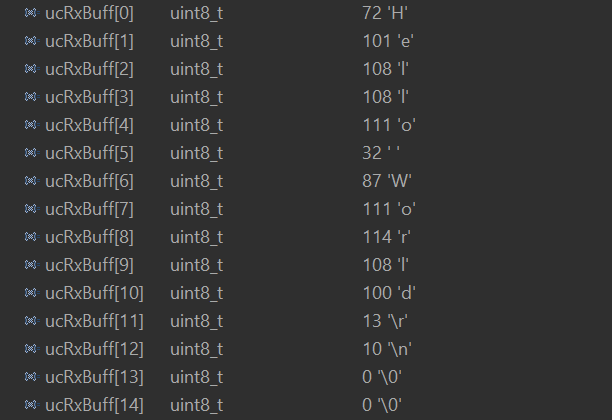 ucRxBuff[0] uint8_t 72 'H'
ucRxBuff[1] uint8_t 101 'e'
ucRxBuff[2] uint8_t 108 'l'
ucRxBuff[3] uint8_t 108 'l'
ucRxBuff[4] uint8_t 111 'o'
ucRxBuff[5] uint8_t 32 ' '
ucRxBuff[6] uint8_t 87 'W'
ucRxBuff[7] uint8_t 111 'o'
ucRxBuff[8] uint8_t 114 'r'
ucRxBuff[9] uint8_t 108 'l'
ucRxBuff[10] uint8_t 100 'd'
ucRxBuff[11] uint8_t 13 '\r'
ucRxBuff[12] uint8_t 10 '\n'
ucRxBuff[13] uint8_t 0 '\0'
ucRxBuff[14] uint8_t 0 '\0'